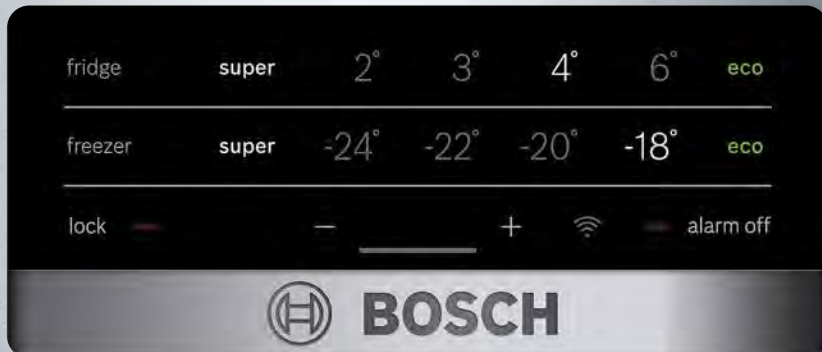 fridge super 2° 3° 4° 6° eco
freezer super -24° -22° -20° -18° eco
lock − + alarm off
BOSCH